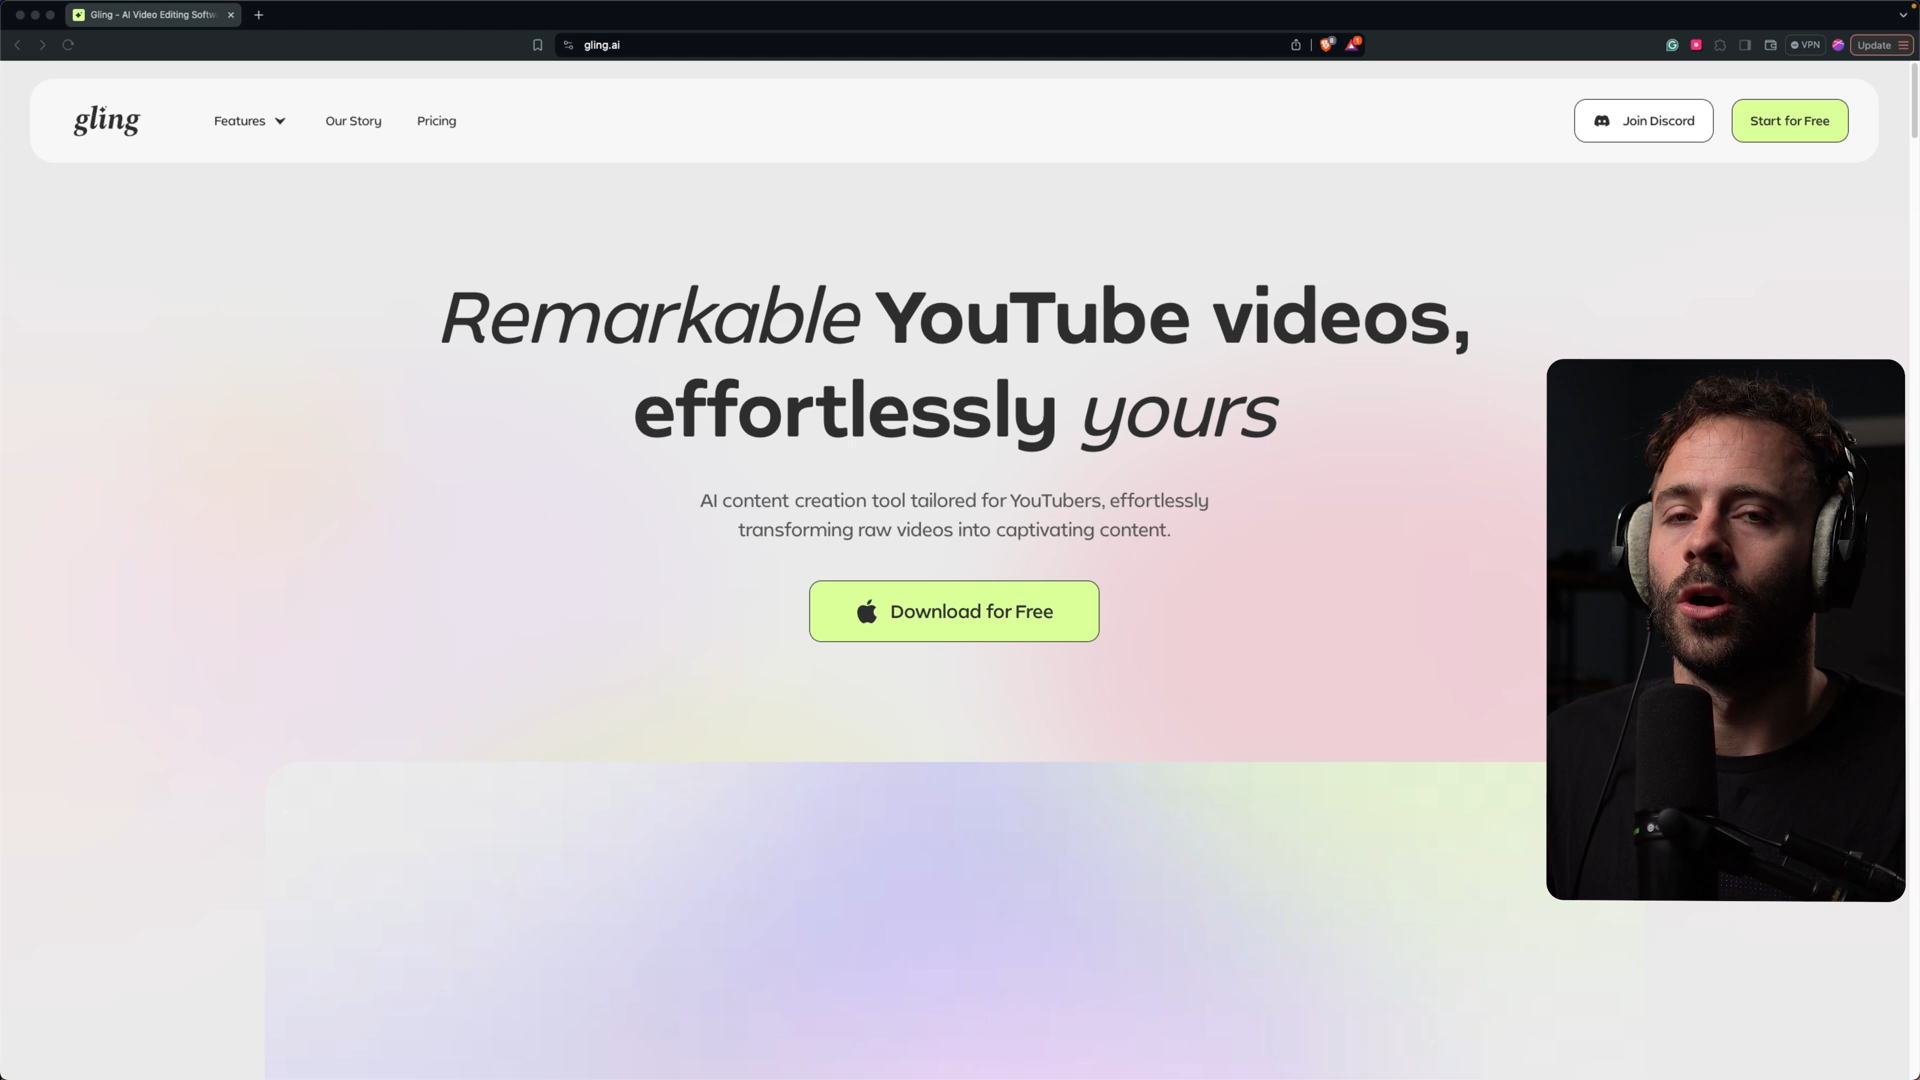 Gling - AI Video Editing Softw
gling.ai
VPN
Update
gling
Features
Our Story
Pricing
Join Discord
Start for Free
Remarkable YouTube videos,
effortlessly yours
AI content creation tool tailored for YouTubers, effortlessly
transforming raw videos into captivating content.
Download for Free